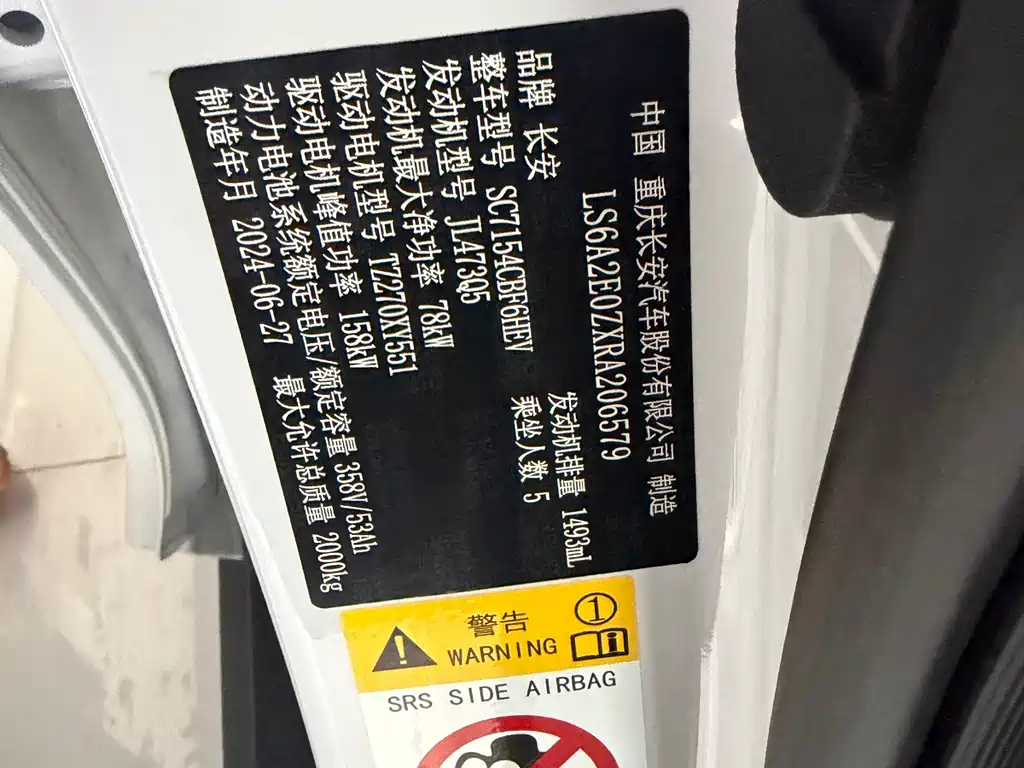 中国 重庆长安汽车股份有限公司 制造
LS6A2E0ZXRA206579
品牌 长安 发动机排量 1493mL
整车型号 SC7154CBF6HEV 乘坐人数 5
发动机型号 JL473Q5
发动机最大净功率 78kW
驱动电机型号 TZ270XY551
驱动电机峰值功率 158kW
动力电池系统额定电压/额定容量 358V/53Ah
制造年月 2024-06-27 最大允许总质量 2000kg
警告 1
WARNING i
SRS SIDE AIRBAG